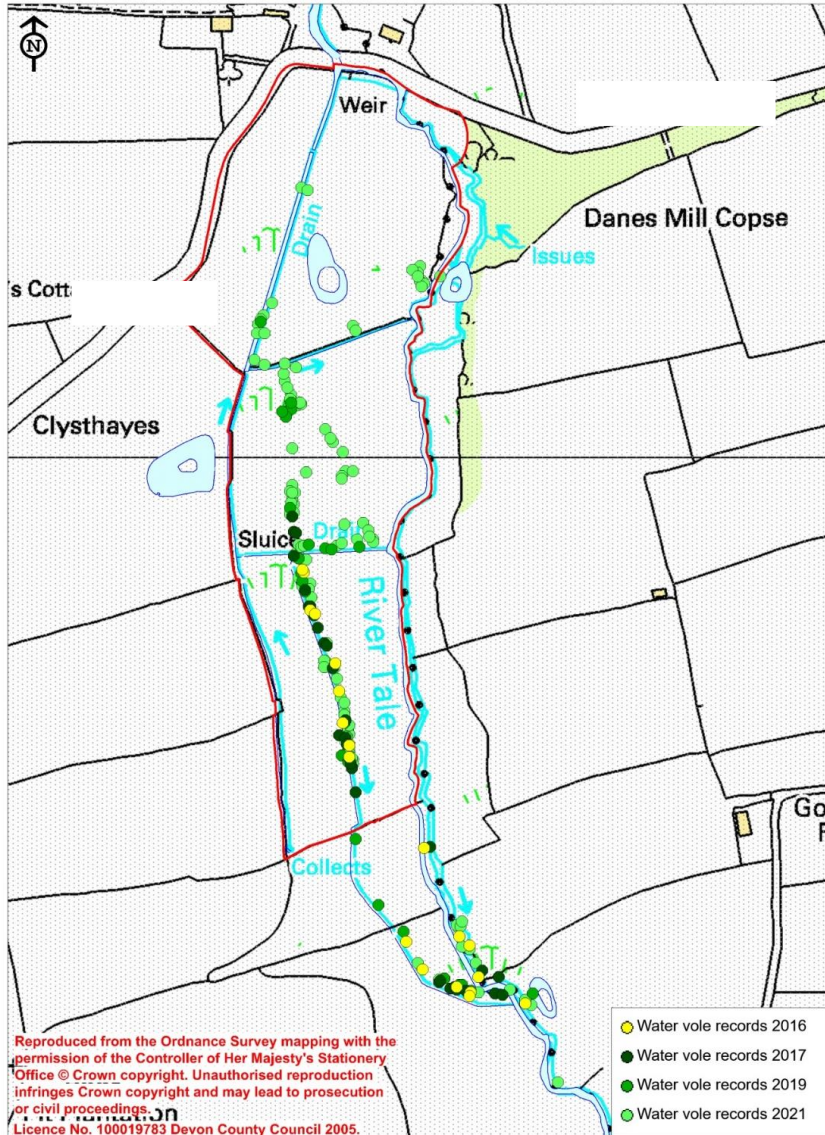 N
Weir
Drain
Danes Mill Copse
Issues
's Cotta
Clysthayes
Sluice
Drain
River Tale
Go
F
Collects
Water vole records 2016
Water vole records 2017
Water vole records 2019
Water vole records 2021
Reproduced from the Ordnance Survey mapping with the
permission of the Controller of Her Majesty's Stationery
Office © Crown copyright. Unauthorised reproduction
infringes Crown copyright and may lead to prosecution
or civil proceedings.
Licence No. 100019783 Devon County Council 2005.